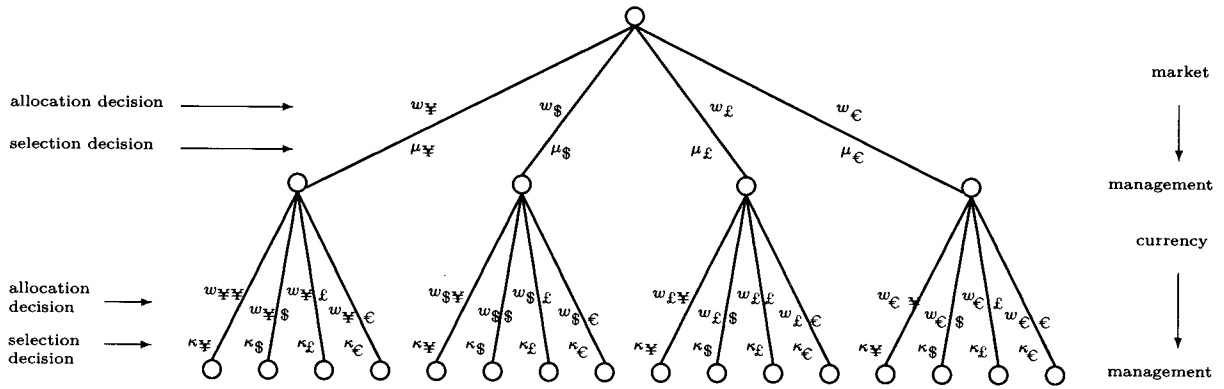 market
allocation decision
w¥ w$ w£ w€
selection decision
μ¥ μ$ μ£ μ€
management
currency
allocation
decision
w¥¥ w¥$ w¥£ w¥€ w$¥ w$$ w$£ w$€ w£¥ w£$ w££ w£€ w€¥ w€$ w€£ w€€
selection
decision
κ¥ κ$ κ£ κ€ κ¥ κ$ κ£ κ€ κ¥ κ$ κ£ κ€ κ¥ κ$ κ£ κ€
management